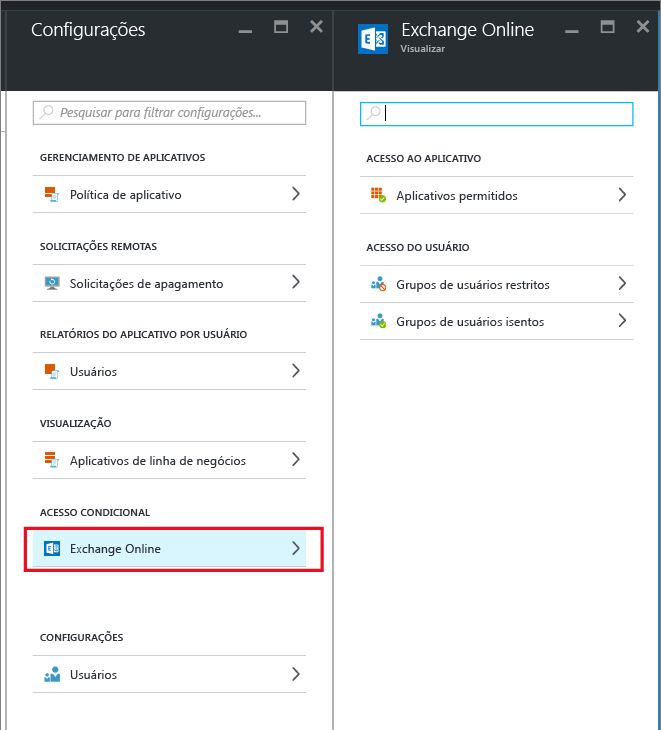 Configurações
Pesquisar para filtrar configurações...
GERENCIAMENTO DE APLICATIVOS
Política de aplicativo
SOLICITAÇÕES REMOTAS
Solicitações de apagamento
RELATÓRIOS DO APLICATIVO POR USUÁRIO
Usuários
VISUALIZAÇÃO
Aplicativos de linha de negócios
ACESSO CONDICIONAL
Exchange Online
CONFIGURAÇÕES
Usuários
Exchange Online
Visualizar
ACESSO AO APLICATIVO
Aplicativos permitidos
ACESSO DO USUÁRIO
Grupos de usuários restritos
Grupos de usuários isentos